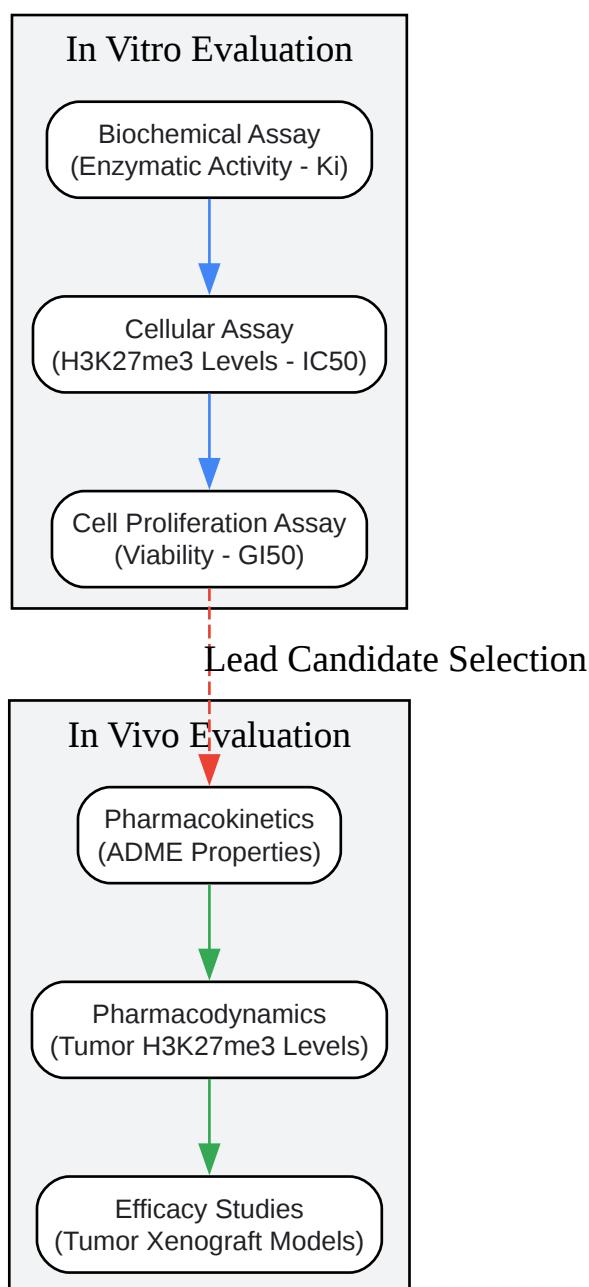 In Vitro Evaluation
Biochemical Assay
(Enzymatic Activity - Ki)
Cellular Assay
(H3K27me3 Levels - IC50)
Cell Proliferation Assay
(Viability - GI50)
Lead Candidate Selection
In Vivo Evaluation
Pharmacokinetics
(ADME Properties)
Pharmacodynamics
(Tumor H3K27me3 Levels)
Efficacy Studies
(Tumor Xenograft Models)